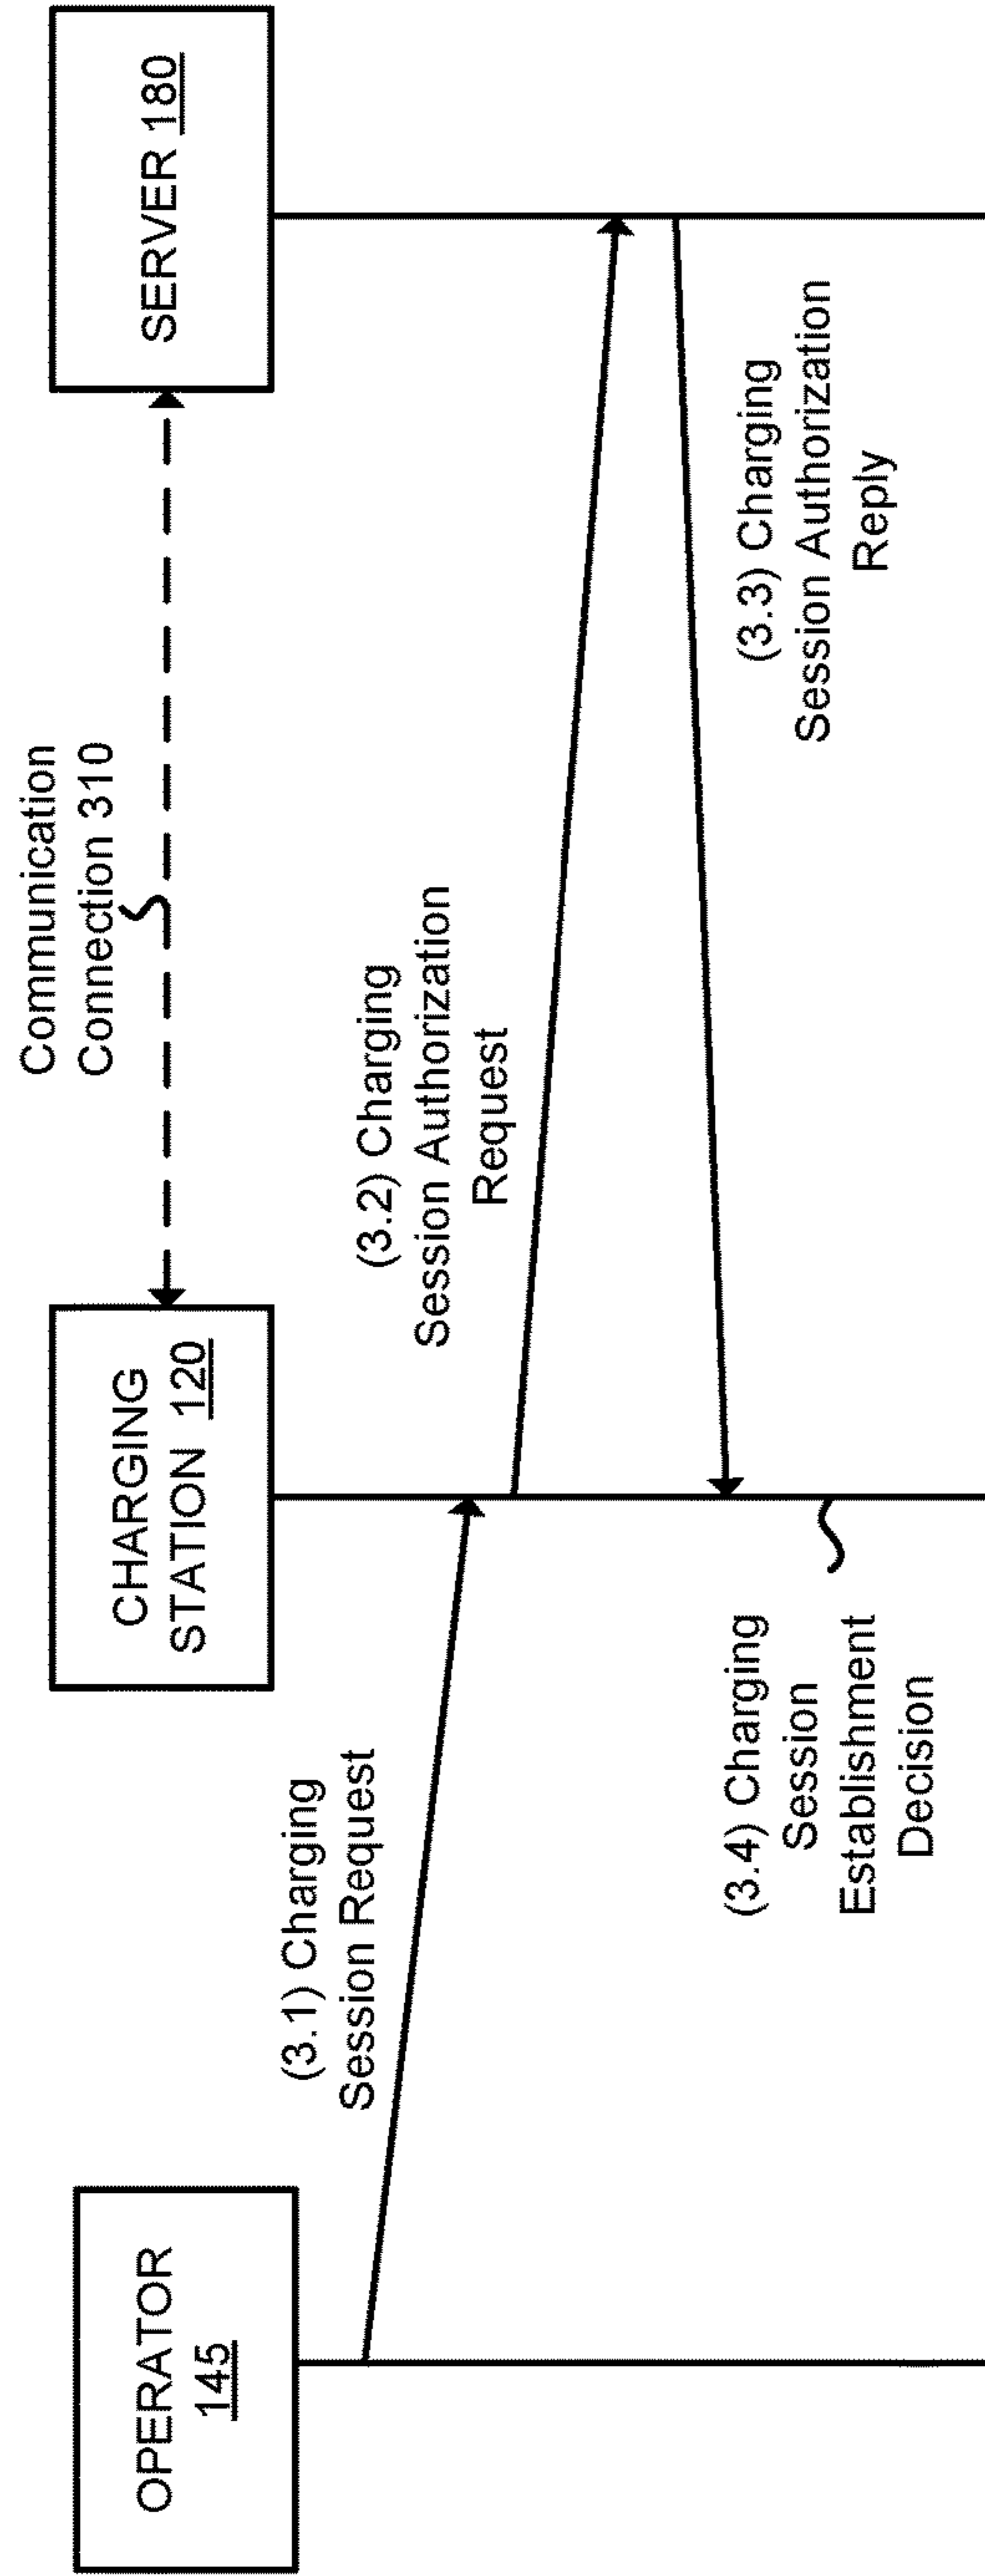 OPERATOR
145
CHARGING
STATION 120
Communication
Connection 310
SERVER 180
(3.1) Charging
Session Request
(3.2) Charging
Session Authorization
Request
(3.3) Charging
Session Authorization
Reply
(3.4) Charging
Session
Establishment
Decision